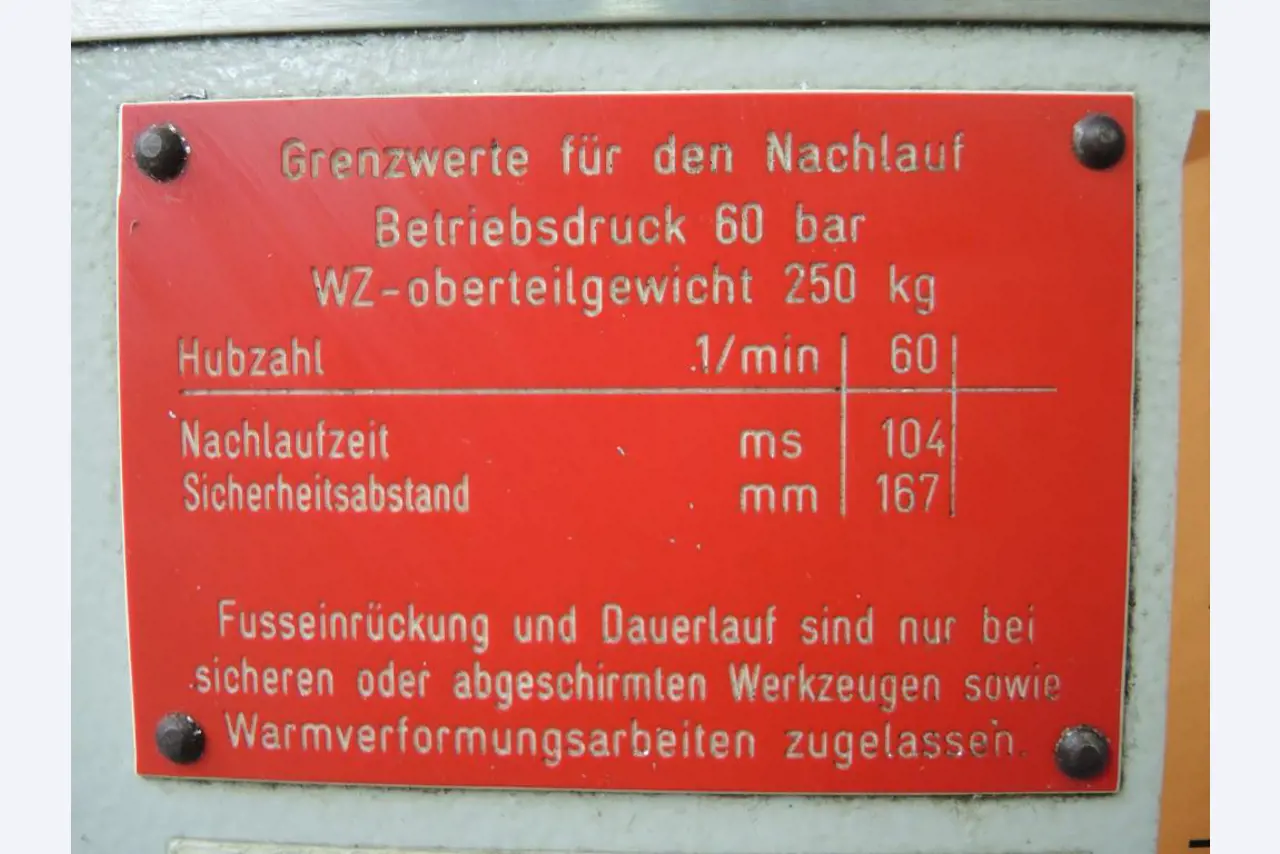 Grenzwerte für den Nachlauf
Betriebsdruck 60 bar
WZ-oberteilgewicht 250 kg
Hubzahl 1/min 60
Nachlaufzeit ms 104
Sicherheitsabstand mm 167
Fusseinrückung und Dauerlauf sind nur bei
sicheren oder abgeschirmten Werkzeugen sowie
Warmverformungsarbeiten zugelassen.